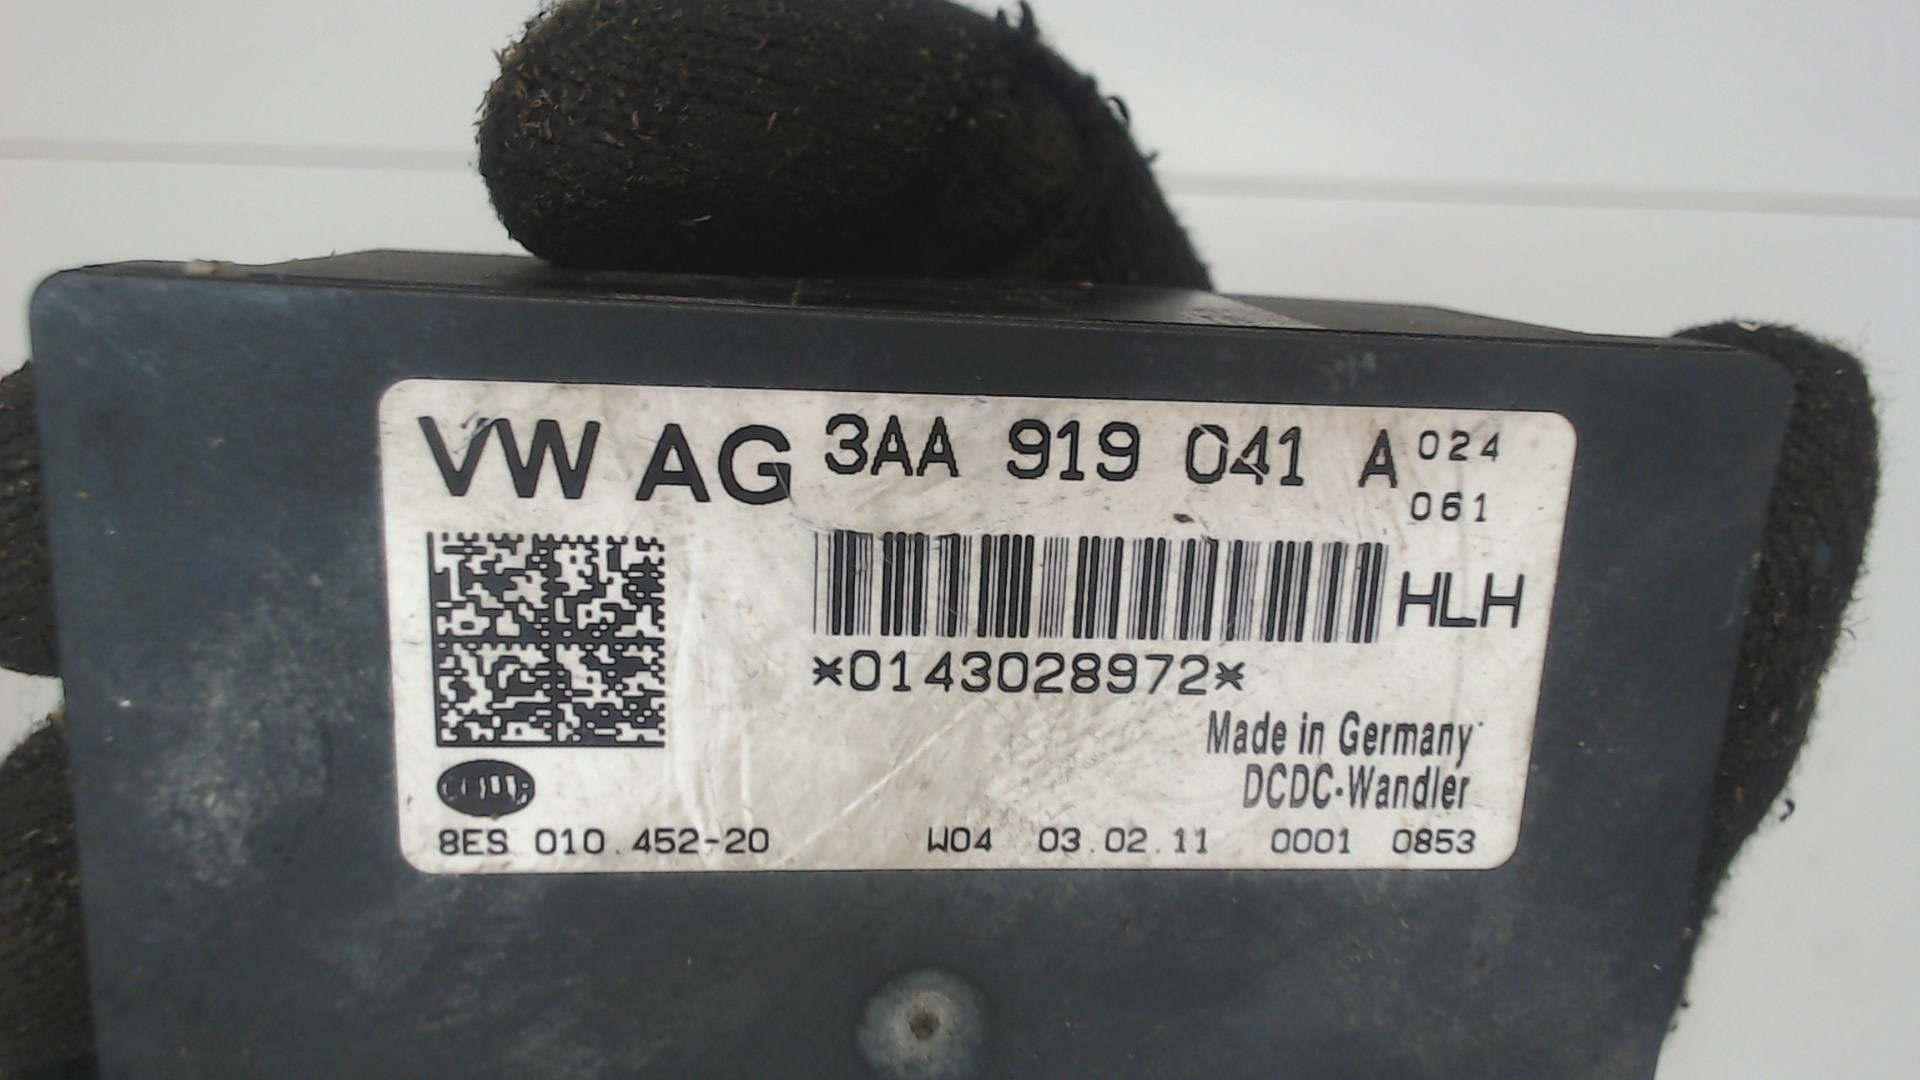 VW AG 3AA 919 041 A 024
061
HLH
*0143028972*
Made in Germany
DCDC-Wandler
HELLA
8ES 010.452-20 W04 03.02.11 0001 0853